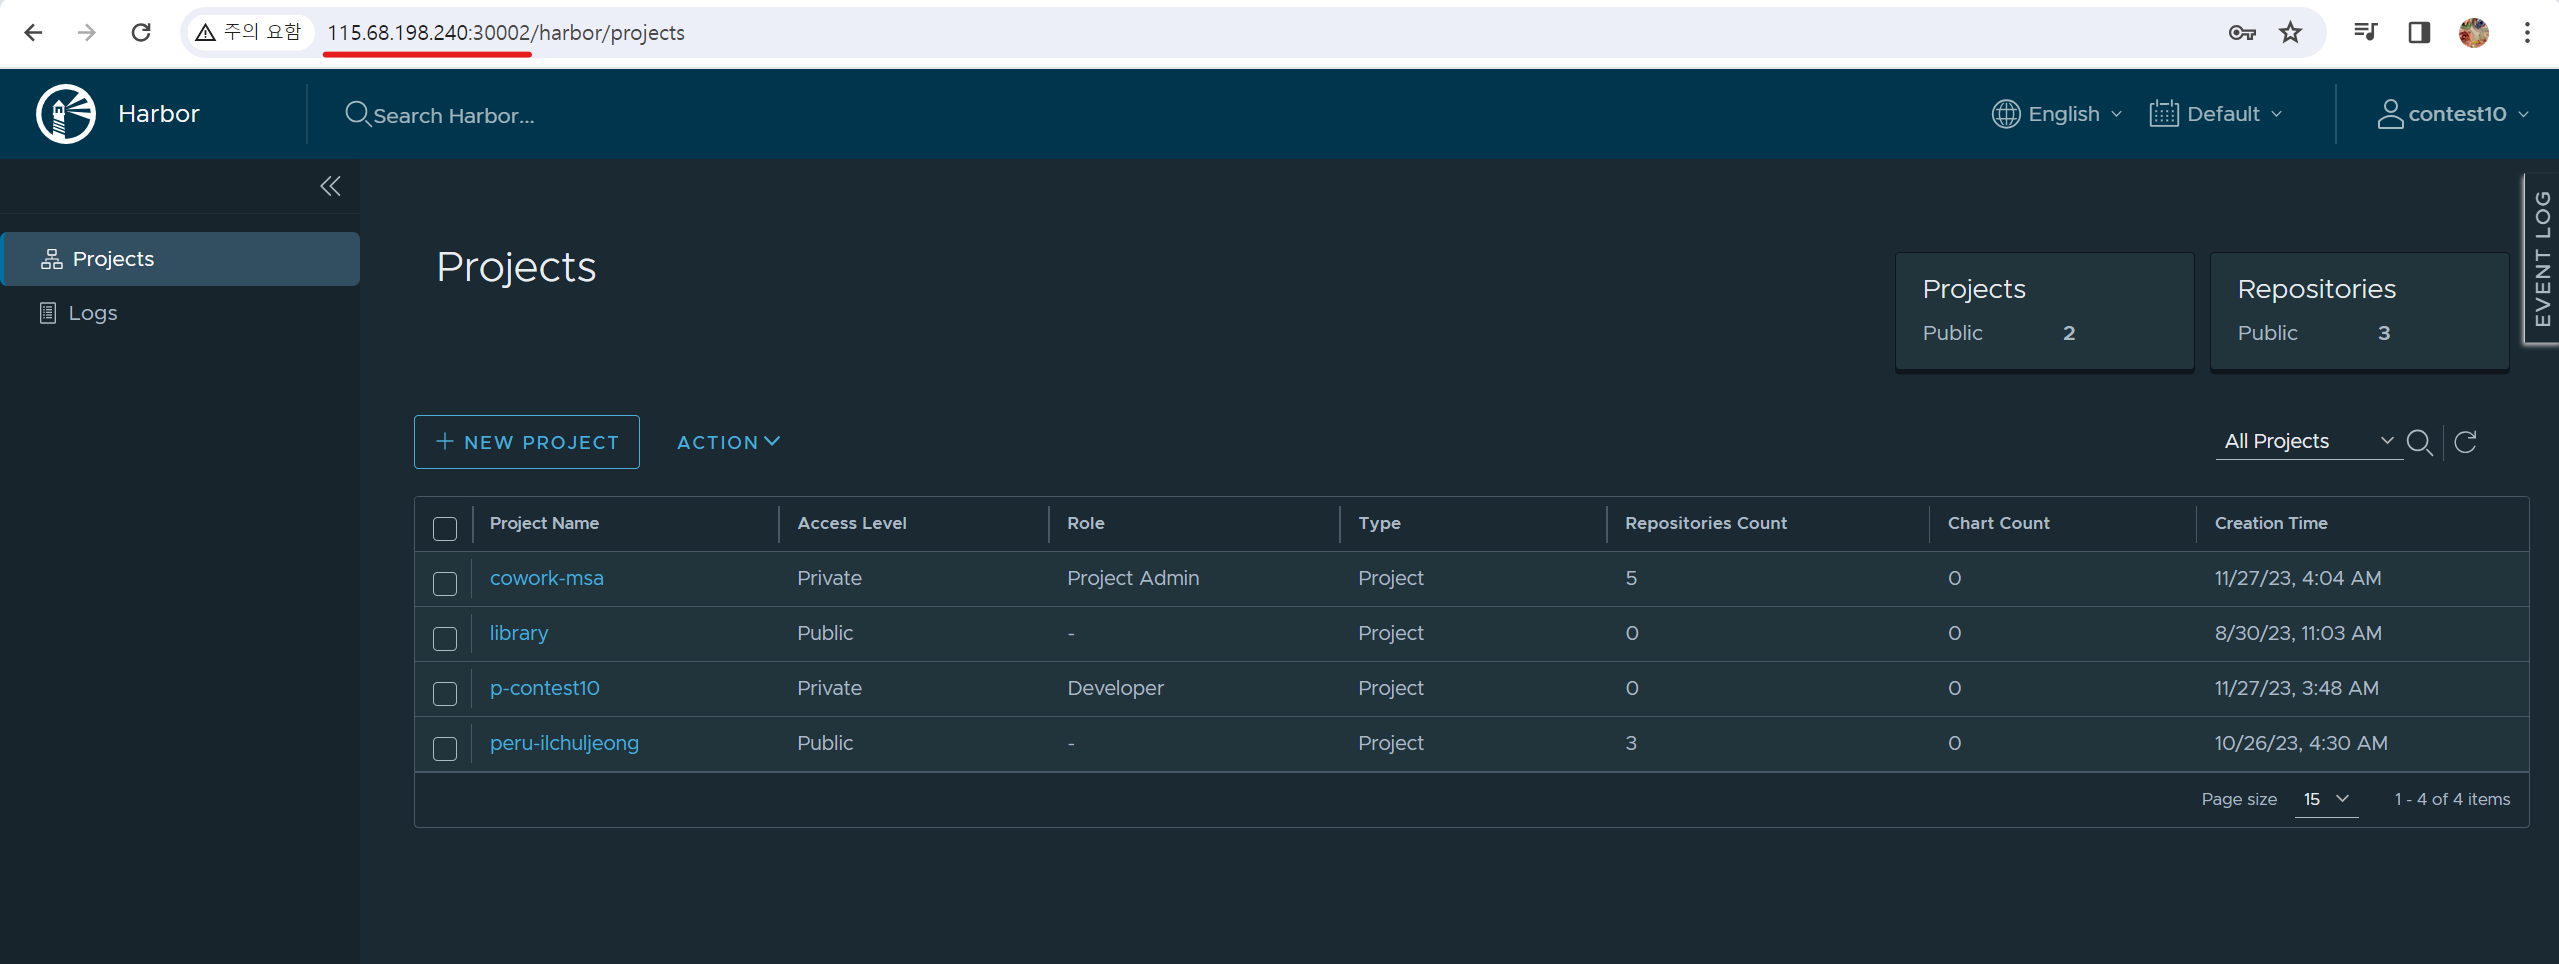 주의 요함 115.68.198.240:30002/harbor/projects
Harbor Search Harbor... English Default contest10
EVENT LOG
Projects
Logs
Projects
Projects Repositories
Public 2 Public 3
+ NEW PROJECT ACTION All Projects
Project Name Access Level Role Type Repositories Count Chart Count Creation Time
cowork-msa Private Project Admin Project 5 0 11/27/23, 4:04 AM
library Public - Project 0 0 8/30/23, 11:03 AM
p-contest10 Private Developer Project 0 0 11/27/23, 3:48 AM
peru-ilchuljeong Public - Project 3 0 10/26/23, 4:30 AM
Page size 15 1 - 4 of 4 items